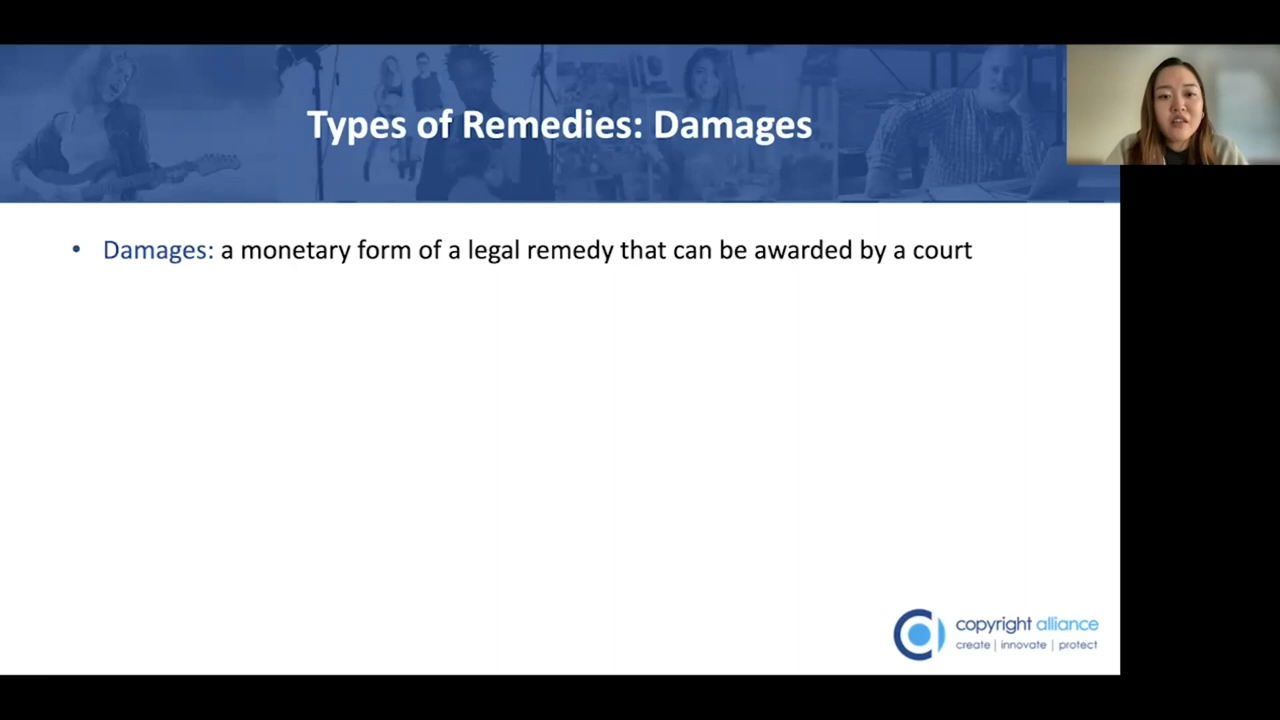 Types of Remedies: Damages
• Damages: a monetary form of a legal remedy that can be awarded by a court
copyright alliance
create | innovate | protect